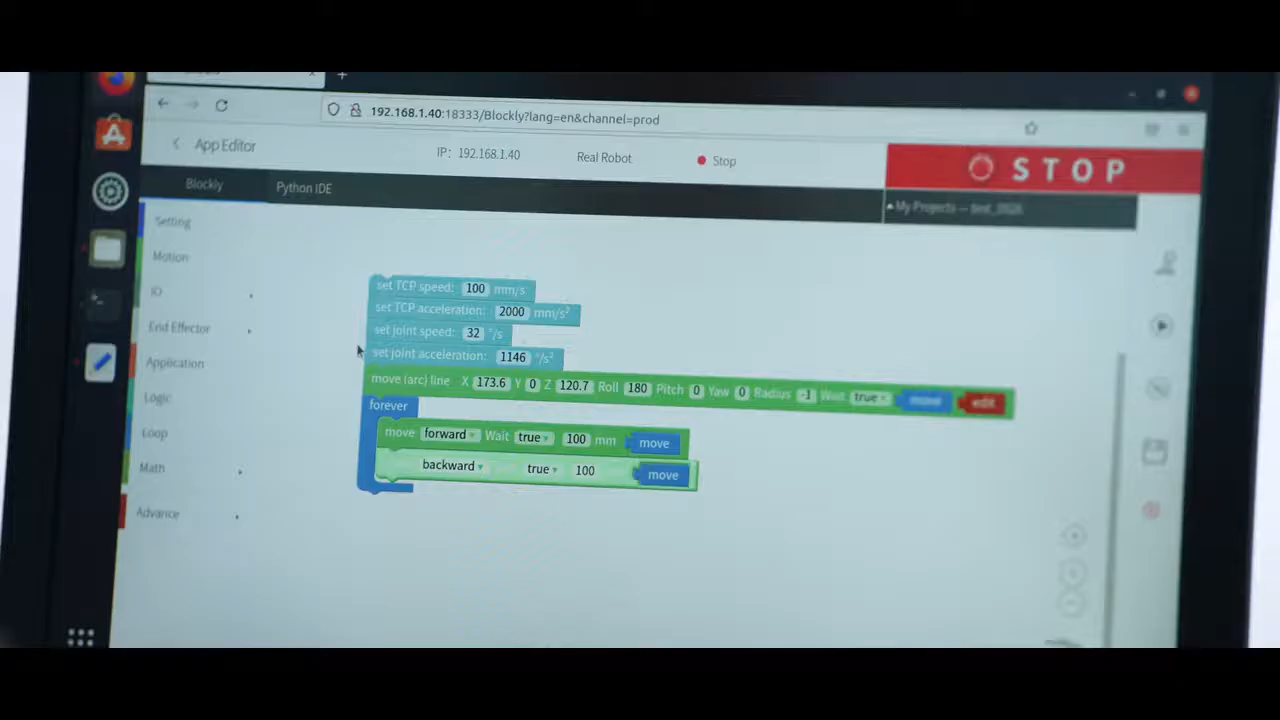 192.168.1.40:18333/Blockly?lang=en&channel=prod
App Editor
IP: 192.168.1.40
Real Robot
Stop
STOP
Blockly
Python IDE
My Projects —
Setting
Motion
IO
End Effector
Application
Logic
Loop
Math
Advance
set TCP speed: 100 mm/s
set TCP acceleration: 2000 mm/s²
set joint speed: 32 °/s
set joint acceleration: 1146 °/s²
move (arc) line X 173.6 Y 0 Z 120.7 Roll 180 Pitch 0 Yaw 0 Radius -1 Wait true move edit
forever
move forward Wait true 100 mm move
backward true 100 move